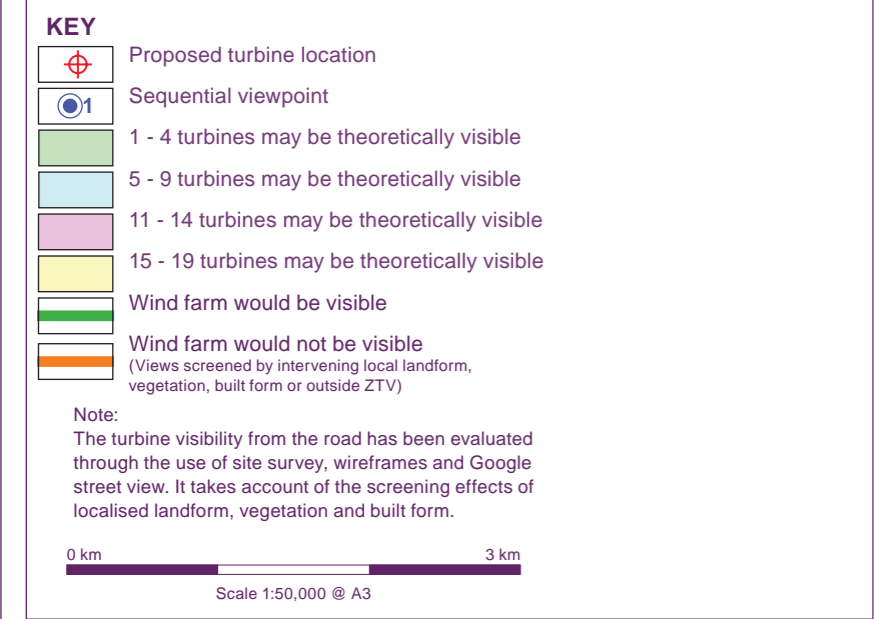 KEY
Proposed turbine location
1 Sequential viewpoint
1 - 4 turbines may be theoretically visible
5 - 9 turbines may be theoretically visible
11 - 14 turbines may be theoretically visible
15 - 19 turbines may be theoretically visible
Wind farm would be visible
Wind farm would not be visible
(Views screened by intervening local landform,
vegetation, built form or outside ZTV)
Note:
The turbine visibility from the road has been evaluated
through the use of site survey, wireframes and Google
street view. It takes account of the screening effects of
localised landform, vegetation and built form.
0 km 3 km
Scale 1:50,000 @ A3